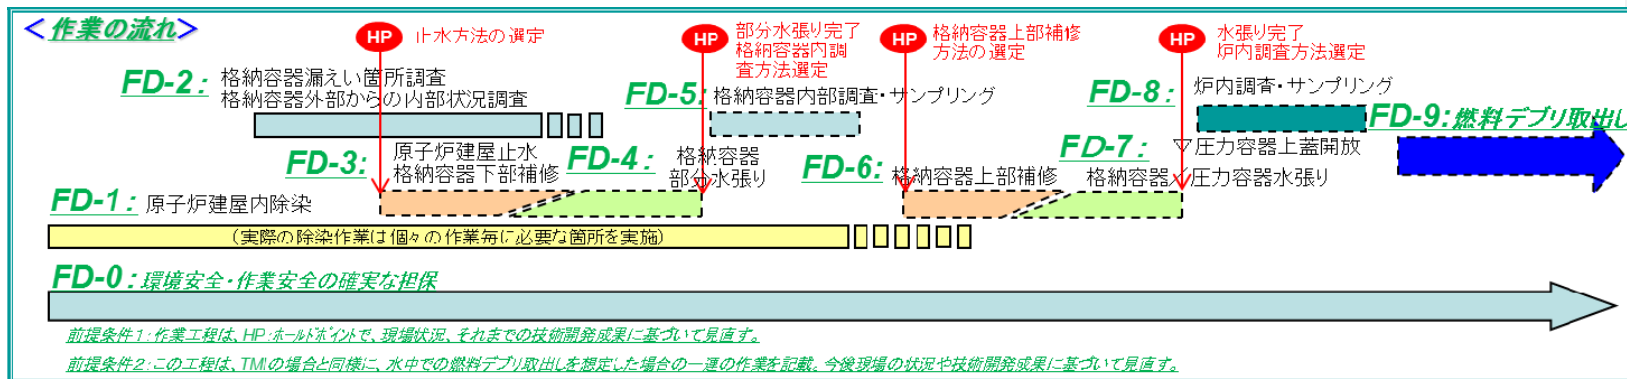 <作業の流れ>
HP
止水方法の選定
HP
部分水張り完了
格納容器内調
査方法選定
HP
格納容器上部補修
方法の選定
HP
水張り完了
炉内調査方法選定
FD-2:
格納容器漏えい箇所調査
格納容器外部からの内部状況調査
FD-5:
格納容器内部調査・サンプリング
FD-8:
炉内調査・サンプリング
FD-9:燃料デブリ取出し
FD-3:
原子炉建屋止水
格納容器下部補修
FD-4:
格納容器
部分水張り
FD-6:
格納容器上部補修
FD-7:
▽圧力容器上蓋開放
格納容器/圧力容器水張り
FD-1:原子炉建屋内除染
(実際の除染作業は個々の作業毎に必要な箇所を実施)
FD-0:環境安全・作業安全の確実な担保
前提条件1:作業工程は、HP:ホールドポイントで、現場状況、それまでの技術開発成果に基づいて見直す。
前提条件2:この工程は、TMIの場合と同様に、水中での燃料デブリ取出しを想定した場合の一連の作業を記載。今後現場の状況や技術開発成果に基づいて見直す。